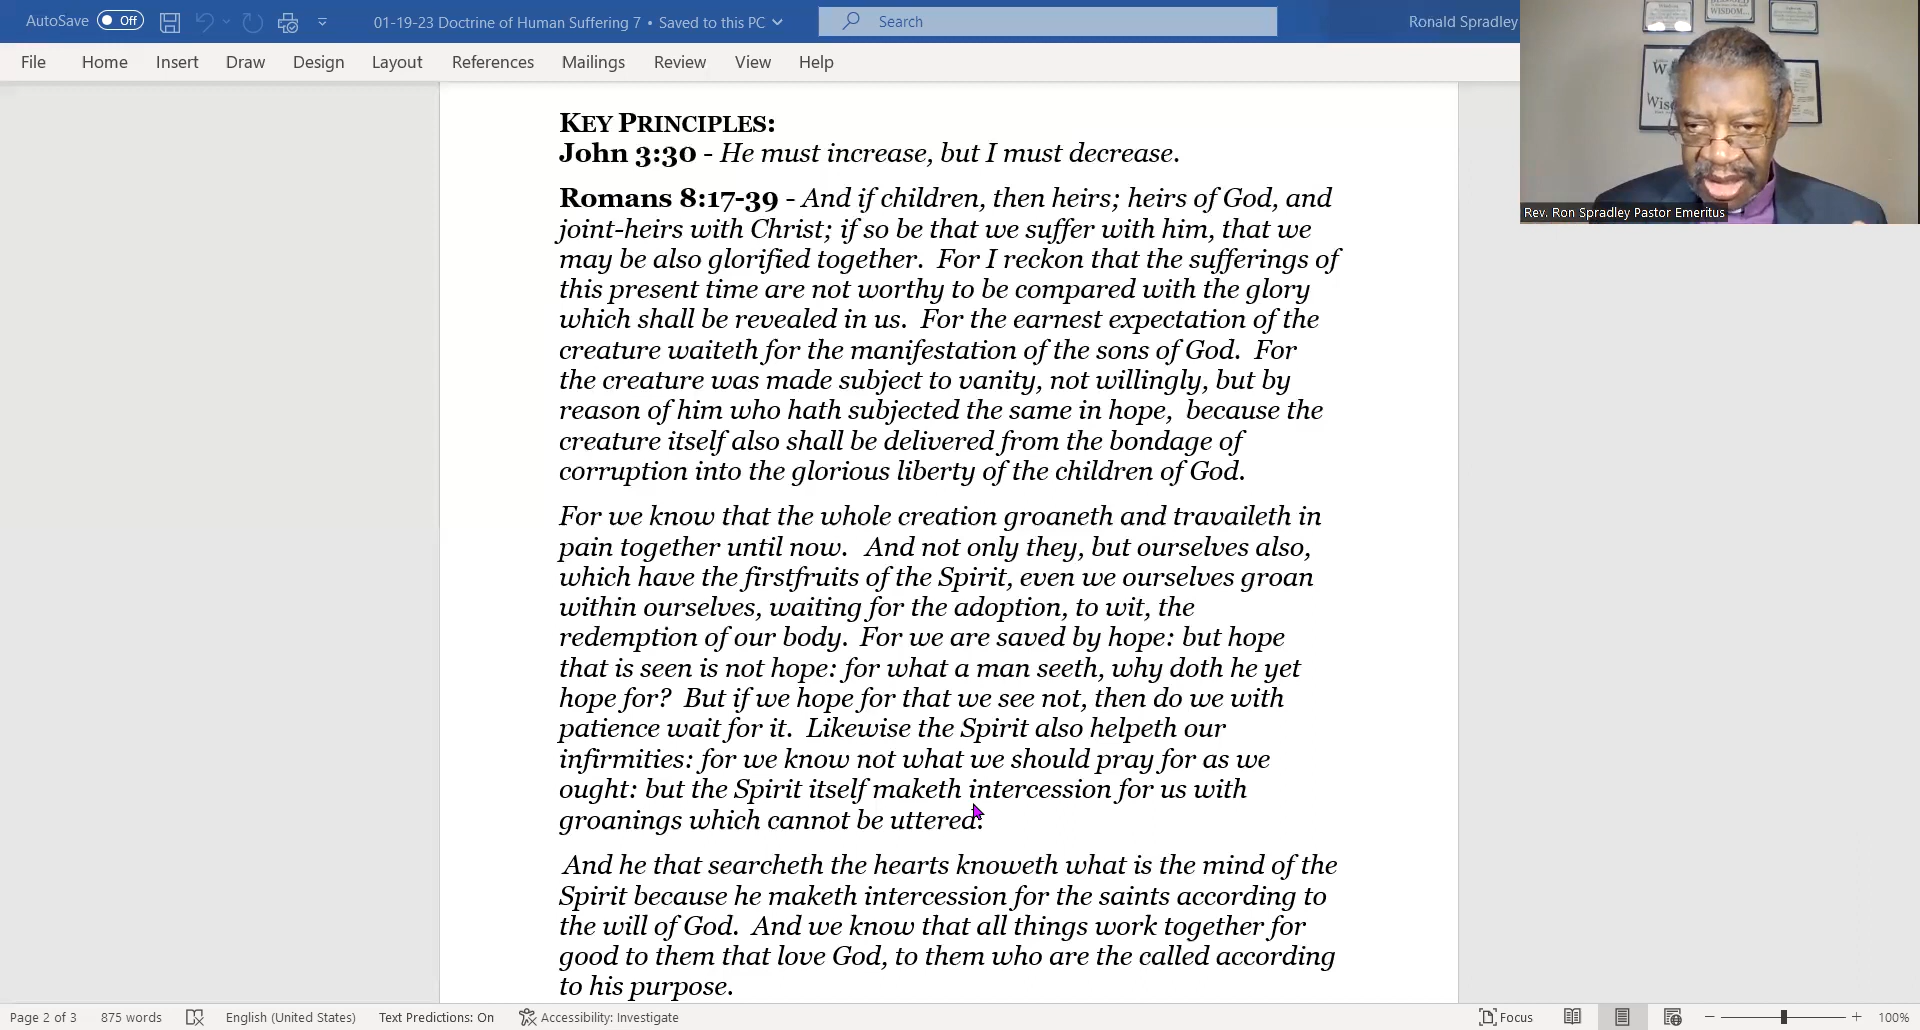 AutoSave Off 01-19-23 Doctrine of Human Suffering 7 • Saved to this PC Search Ronald Spradley
File Home Insert Draw Design Layout References Mailings Review View Help
KEY PRINCIPLES:
John 3:30 - He must increase, but I must decrease.
Romans 8:17-39 - And if children, then heirs; heirs of God, and
joint-heirs with Christ; if so be that we suffer with him, that we
may be also glorified together. For I reckon that the sufferings of
this present time are not worthy to be compared with the glory
which shall be revealed in us. For the earnest expectation of the
creature waiteth for the manifestation of the sons of God. For
the creature was made subject to vanity, not willingly, but by
reason of him who hath subjected the same in hope, because the
creature itself also shall be delivered from the bondage of
corruption into the glorious liberty of the children of God.
For we know that the whole creation groaneth and travaileth in
pain together until now. And not only they, but ourselves also,
which have the firstfruits of the Spirit, even we ourselves groan
within ourselves, waiting for the adoption, to wit, the
redemption of our body. For we are saved by hope: but hope
that is seen is not hope: for what a man seeth, why doth he yet
hope for? But if we hope for that we see not, then do we with
patience wait for it. Likewise the Spirit also helpeth our
infirmities: for we know not what we should pray for as we
ought: but the Spirit itself maketh intercession for us with
groanings which cannot be uttered.
And he that searcheth the hearts knoweth what is the mind of the
Spirit because he maketh intercession for the saints according to
the will of God. And we know that all things work together for
good to them that love God, to them who are the called according
to his purpose.
WISDOM...
Rev. Ron Spradley Pastor Emeritus
Page 2 of 3 875 words English (United States) Text Predictions: On Accessibility: Investigate Focus 100%